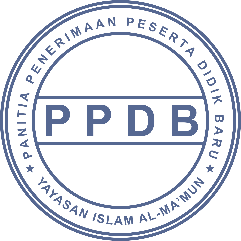 PANITIA PENERIMAAN PESERTA DIDIK BARU
PPDB
YAYASAN ISLAM AL-MA'MUN